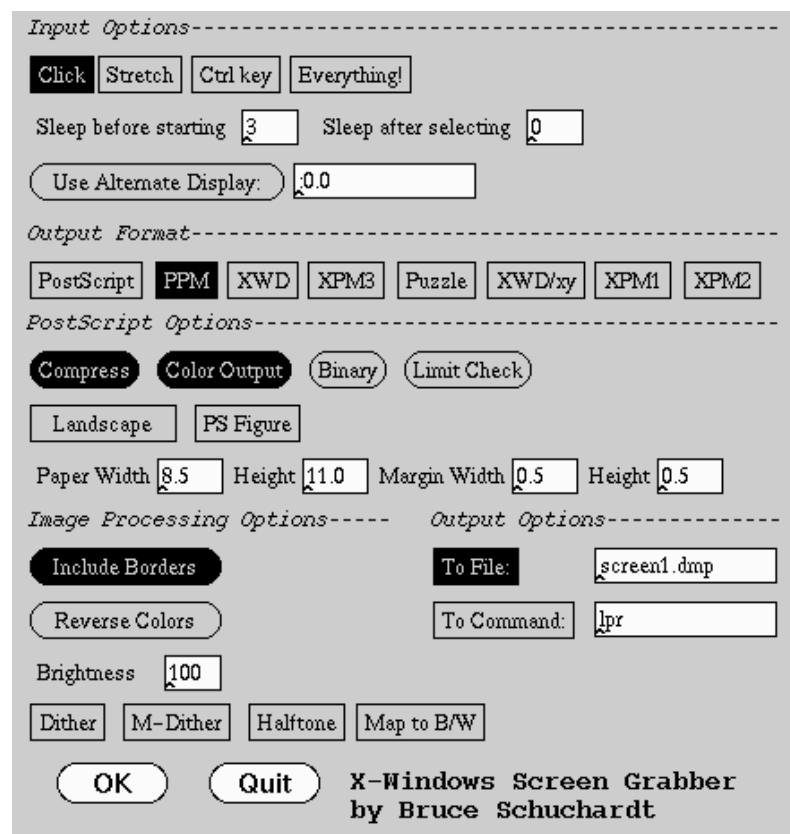 Input Options
Click Stretch Ctrl key Everything!
Sleep before starting 3 Sleep after selecting 0
Use Alternate Display: :0.0
Output Format
PostScript PPM XWD XPM3 Puzzle XWD/xy XPM1 XPM2
PostScript Options
Compress Color Output Binary Limit Check
Landscape PS Figure
Paper Width 8.5 Height 11.0 Margin Width 0.5 Height 0.5
Image Processing Options----- Output Options
Include Borders To File: screen1.dmp
Reverse Colors To Command: lpr
Brightness 100
Dither M-Dither Halftone Map to B/W
OK Quit X-Windows Screen Grabber
by Bruce Schuchardt